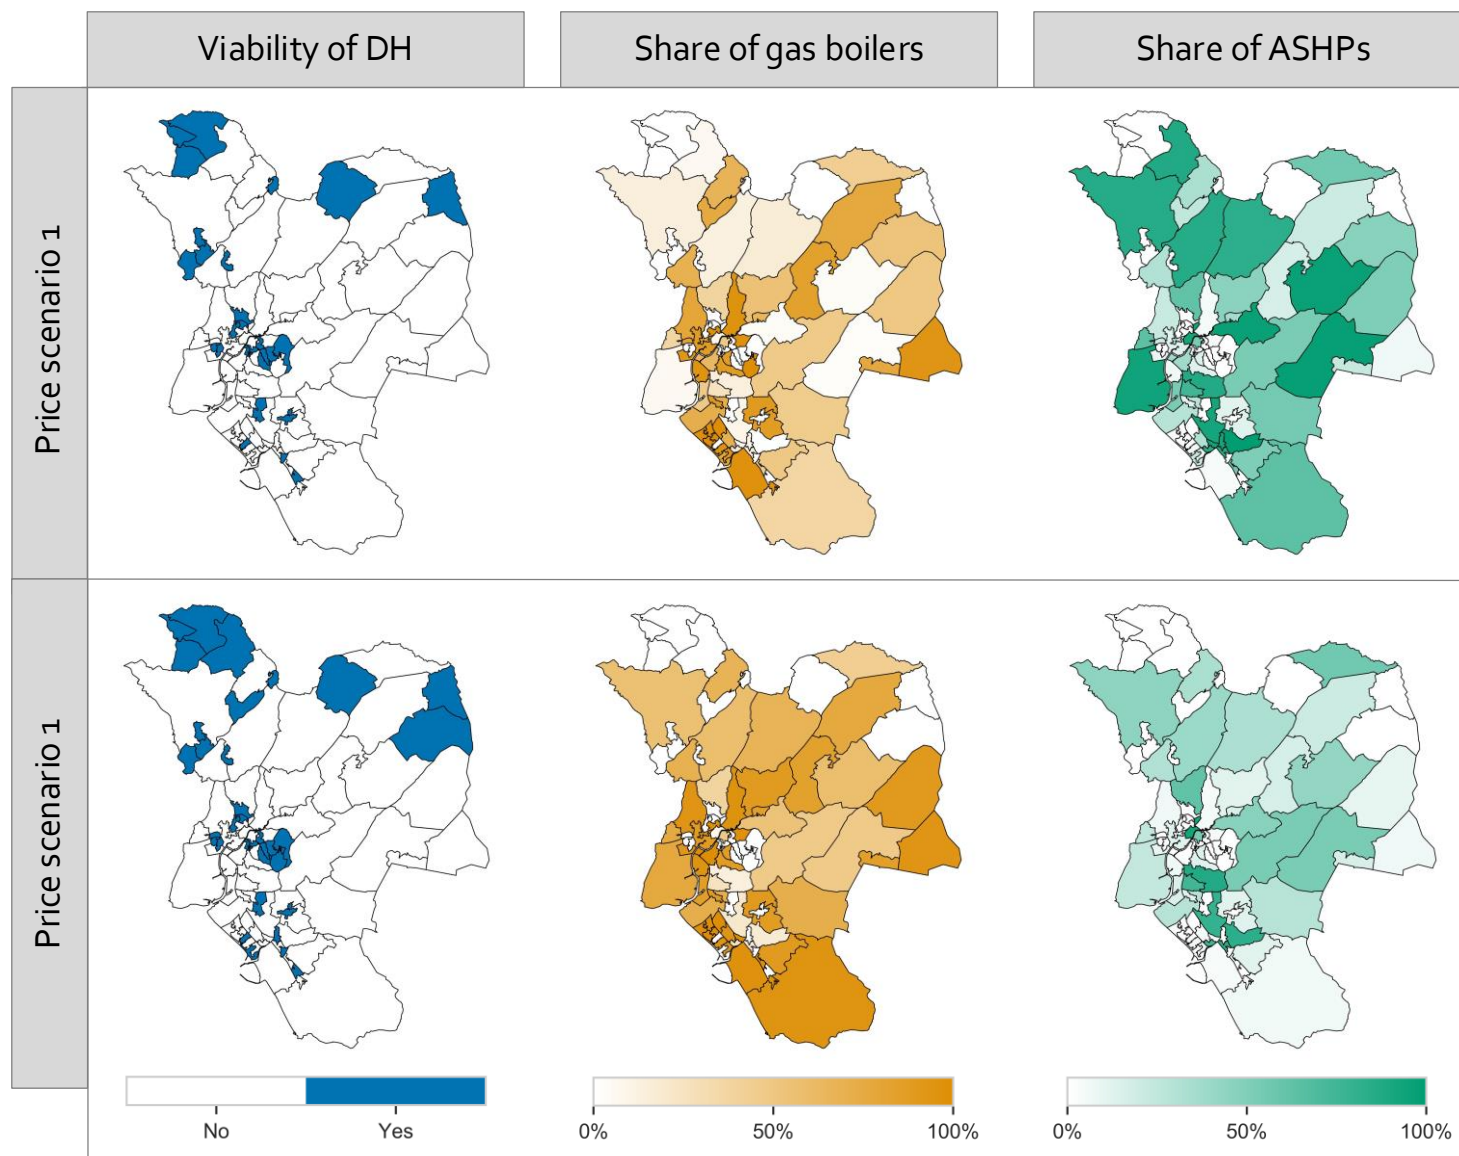 Viability of DH
Share of gas boilers
Share of ASHPs
Price scenario 1
Price scenario 1
No
Yes
0%
50%
100%
0%
50%
100%